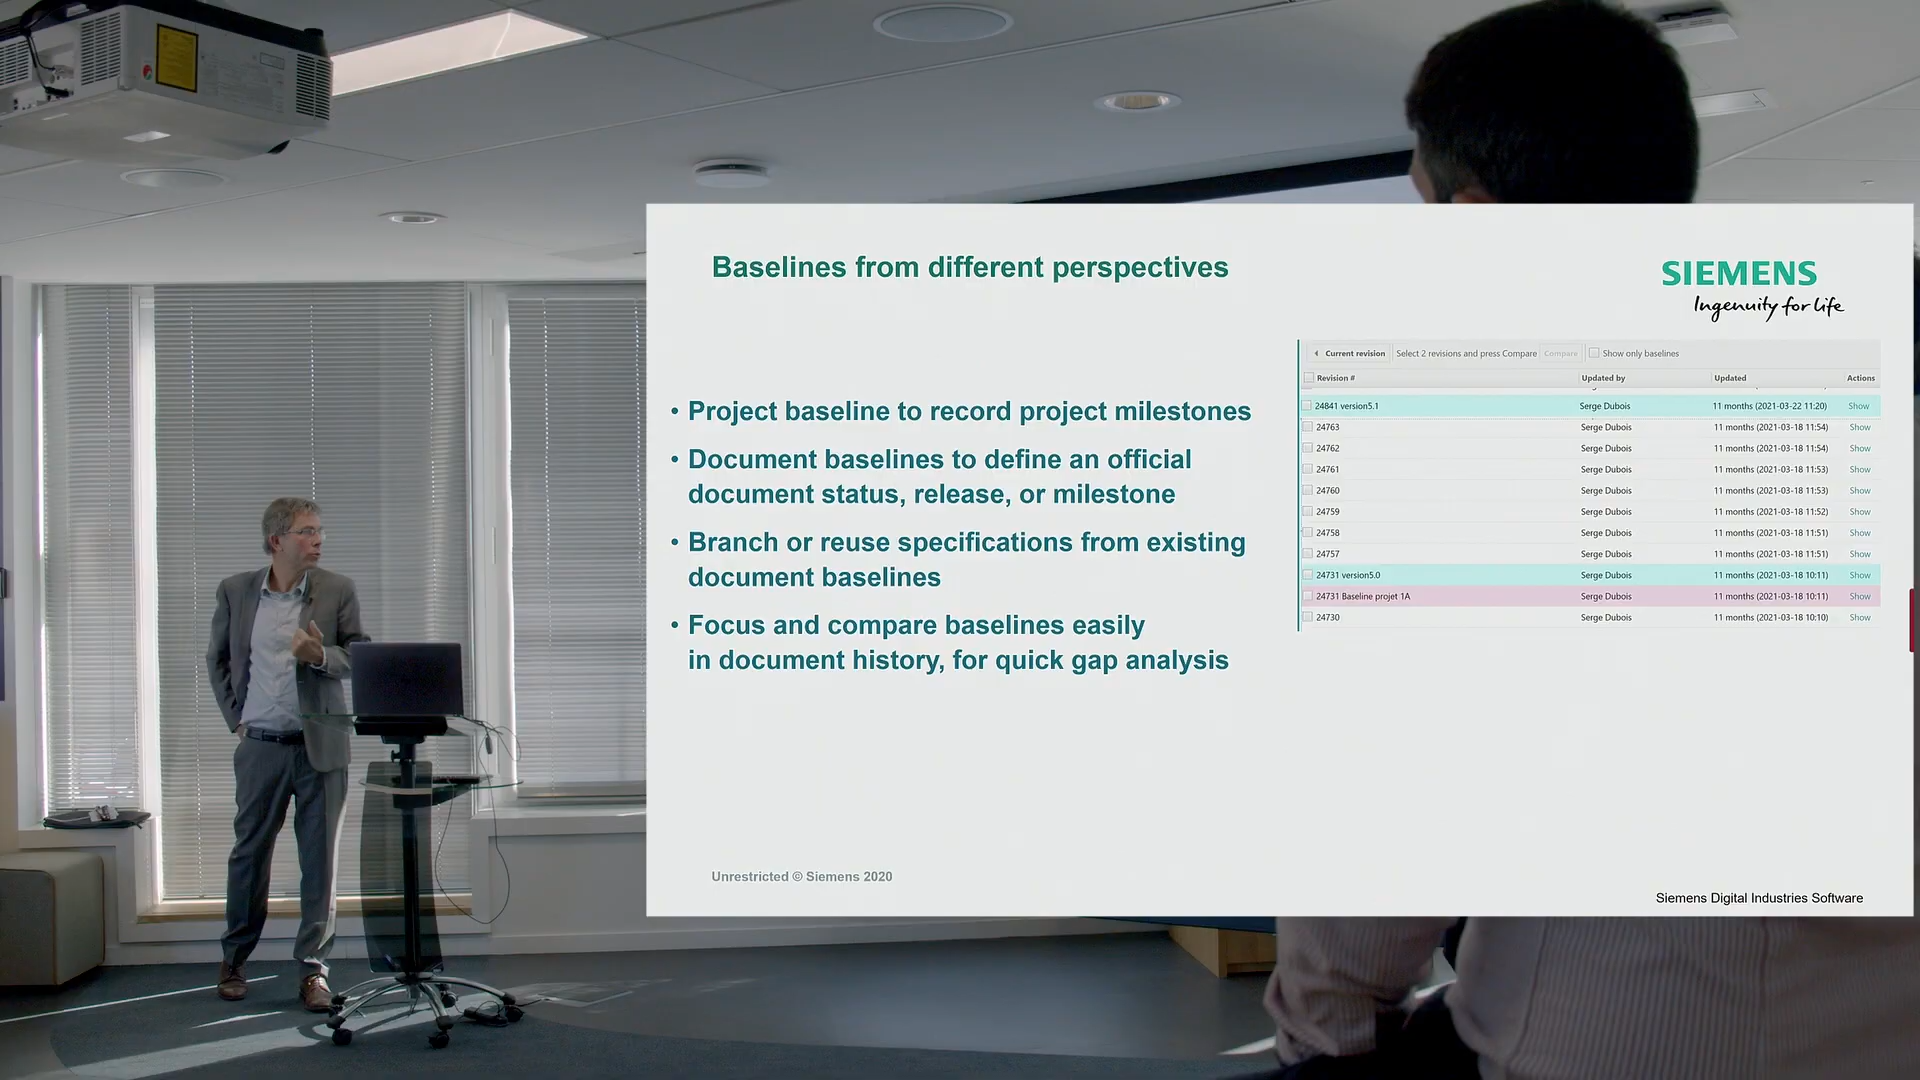 Baselines from different perspectives
SIEMENS
Ingenuity for life
• Project baseline to record project milestones
• Document baselines to define an official
document status, release, or milestone
• Branch or reuse specifications from existing
document baselines
• Focus and compare baselines easily
in document history, for quick gap analysis
Current revision Select 2 revisions and press Compare Compare Show only baselines
Revision # Updated by Updated Actions
24841 version5.1 Serge Dubois 11 months (2021-03-22 11:20) Show
24763 Serge Dubois 11 months (2021-03-18 11:54) Show
24762 Serge Dubois 11 months (2021-03-18 11:54) Show
24761 Serge Dubois 11 months (2021-03-18 11:53) Show
24760 Serge Dubois 11 months (2021-03-18 11:53) Show
24759 Serge Dubois 11 months (2021-03-18 11:52) Show
24758 Serge Dubois 11 months (2021-03-18 11:51) Show
24757 Serge Dubois 11 months (2021-03-18 11:51) Show
24731 version5.0 Serge Dubois 11 months (2021-03-18 10:11) Show
24731 Baseline projet 1A Serge Dubois 11 months (2021-03-18 10:11) Show
24730 Serge Dubois 11 months (2021-03-18 10:10) Show
Unrestricted © Siemens 2020
Siemens Digital Industries Software